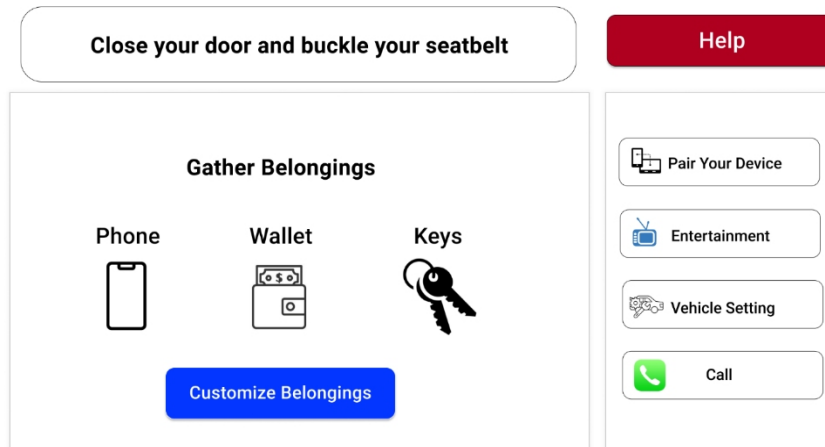 Close your door and buckle your seatbelt
Help
Gather Belongings
Phone
Wallet
Keys
Customize Belongings
Pair Your Device
Entertainment
Vehicle Setting
Call